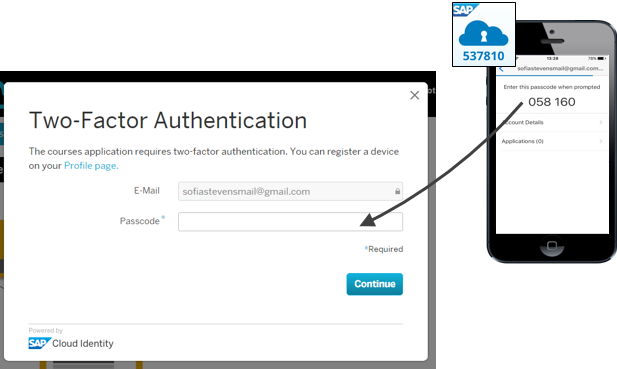 SAP
537810
13:28
sofiastevensmail@gmail.com...
Enter this passcode when prompted
058 160
Account Details
Applications (0)
Two-Factor Authentication
The courses application requires two-factor authentication. You can register a device
on your Profile page.
E-Mail
sofiastevensmail@gmail.com
Passcode*
*Required
Continue
Powered by
SAP Cloud Identity